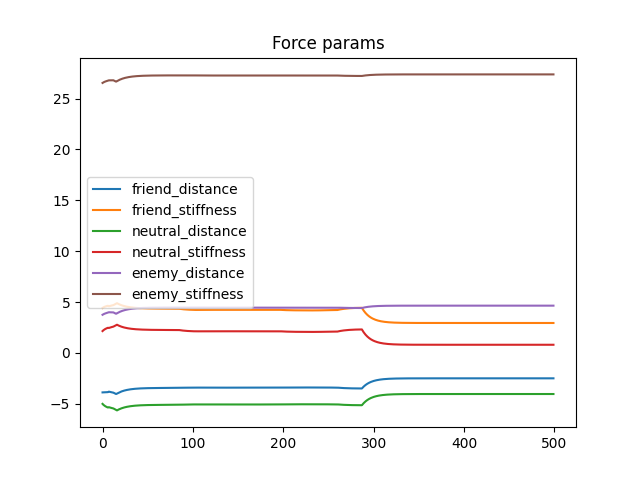 Force params
25
20
15
10
5
0
−5
friend_distance
friend_stiffness
neutral_distance
neutral_stiffness
enemy_distance
enemy_stiffness
0
100
200
300
400
500